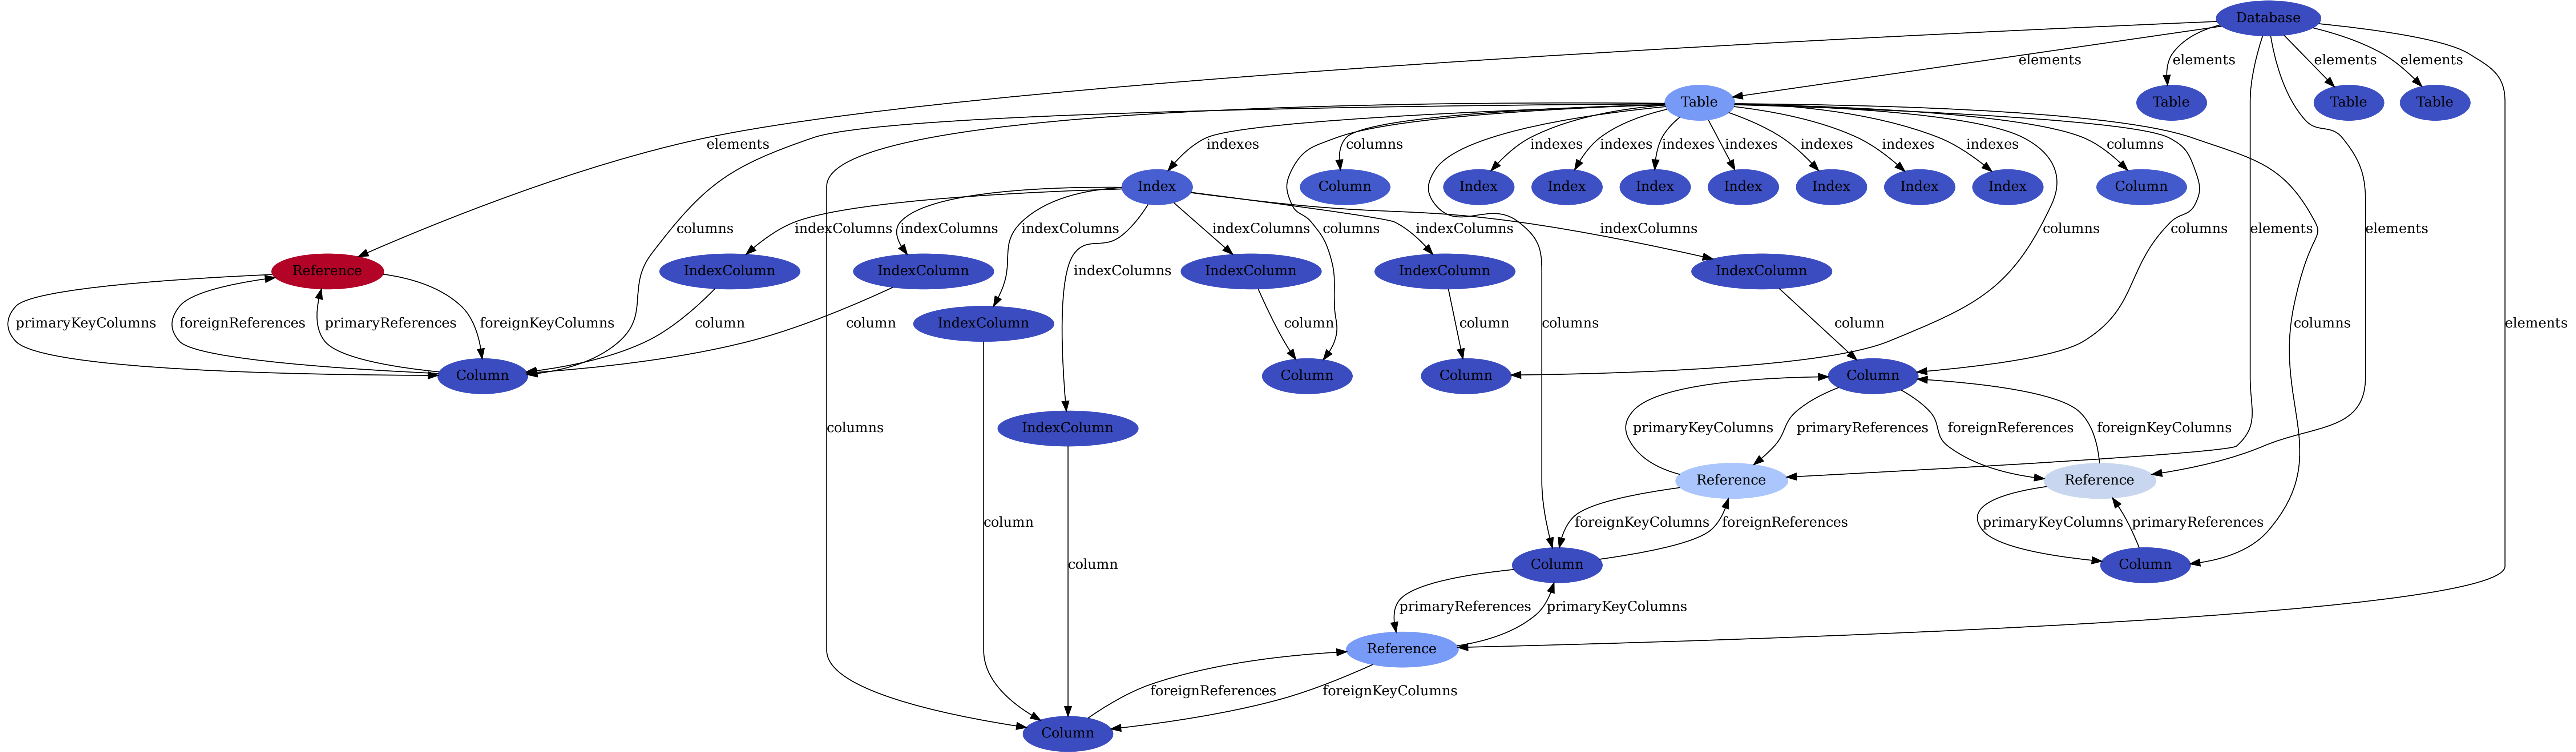 Database
elements elements elements elements
Table Table Table Table
elements indexes columns indexes indexes indexes indexes indexes indexes indexes columns
Index Column Index Index Index Index Index Index Index Column
columns indexColumns indexColumns indexColumns indexColumns columns indexColumns indexColumns columns columns elements elements
indexColumns
Reference IndexColumn IndexColumn IndexColumn IndexColumn IndexColumn
primaryKeyColumns foreignReferences primaryReferences foreignKeyColumns column column IndexColumn column column columns column columns elements
Column Column Column Column
columns IndexColumn primaryKeyColumns primaryReferences foreignReferences foreignKeyColumns
Reference Reference
column foreignKeyColumns foreignReferences primaryKeyColumns primaryReferences
column Column Column
primaryReferences primaryKeyColumns
Reference
foreignReferences foreignKeyColumns
Column